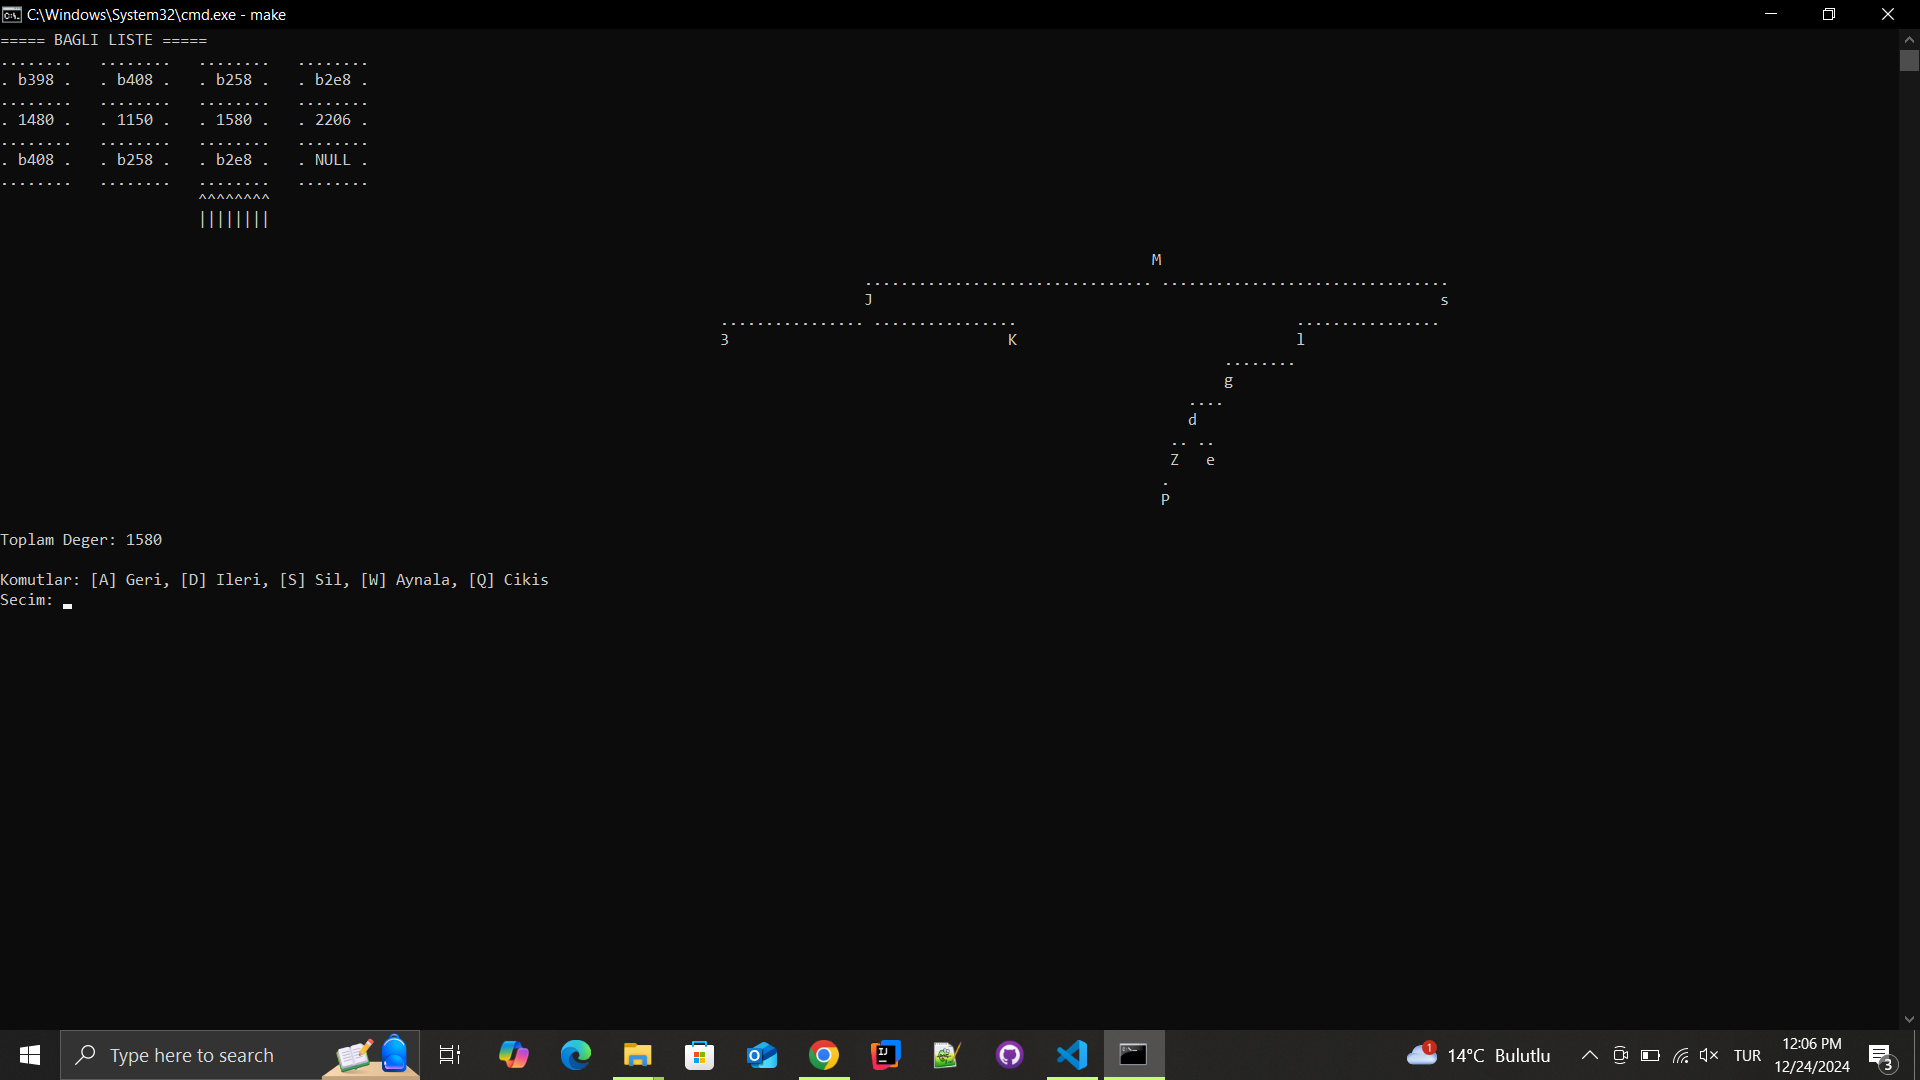 C:\Windows\System32\cmd.exe - make
===== BAGLI LISTE =====
........ ........ ........ ........
. b398 . . b408 . . b258 . . b2e8 .
........ ........ ........ ........
. 1480 . . 1150 . . 1580 . . 2206 .
........ ........ ........ ........
. b408 . . b258 . . b2e8 . . NULL .
........ ........ ........ ........
^^^^^^^^
||||||||
M
................................ ................................
J s
................ ................ ................
3 K l
........
g
....
d
.. ..
Z e
.
P
Toplam Deger: 1580
Komutlar: [A] Geri, [D] Ileri, [S] Sil, [W] Aynala, [Q] Cikis
Secim:
Type here to search
1
14°C Bulutlu
TUR
12:06 PM
12/24/2024
3